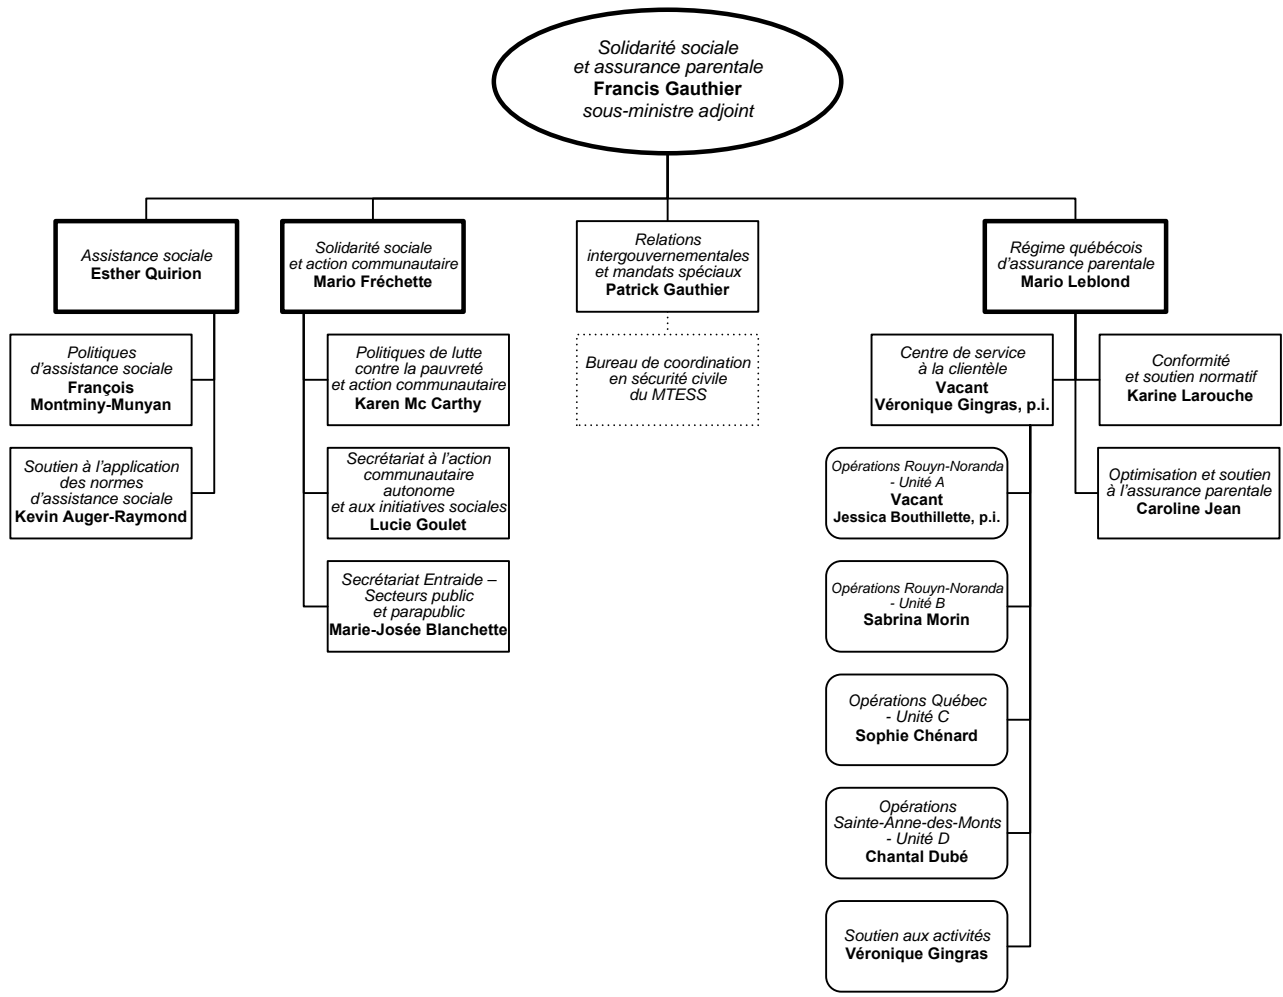 Solidarité sociale
et assurance parentale
Francis Gauthier
sous-ministre adjoint
Assistance sociale
Esther Quirion
Solidarité sociale
et action communautaire
Mario Fréchette
Relations
intergouvernementales
et mandats spéciaux
Patrick Gauthier
Régime québécois
d'assurance parentale
Mario Leblond
Politiques
d'assistance sociale
François
Montminy-Munyan
Politiques de lutte
contre la pauvreté
et action communautaire
Karen Mc Carthy
Bureau de coordination
en sécurité civile
du MTESS
Centre de service
à la clientèle
Vacant
Véronique Gingras, p.i.
Conformité
et soutien normatif
Karine Larouche
Soutien à l'application
des normes
d'assistance sociale
Kevin Auger-Raymond
Secrétariat à l'action
communautaire
autonome
et aux initiatives sociales
Lucie Goulet
Opérations Rouyn-Noranda
- Unité A
Vacant
Jessica Bouthillette, p.i.
Optimisation et soutien
à l'assurance parentale
Caroline Jean
Secrétariat Entraide –
Secteurs public
et parapublic
Marie-Josée Blanchette
Opérations Rouyn-Noranda
- Unité B
Sabrina Morin
Opérations Québec
- Unité C
Sophie Chénard
Opérations
Sainte-Anne-des-Monts
- Unité D
Chantal Dubé
Soutien aux activités
Véronique Gingras